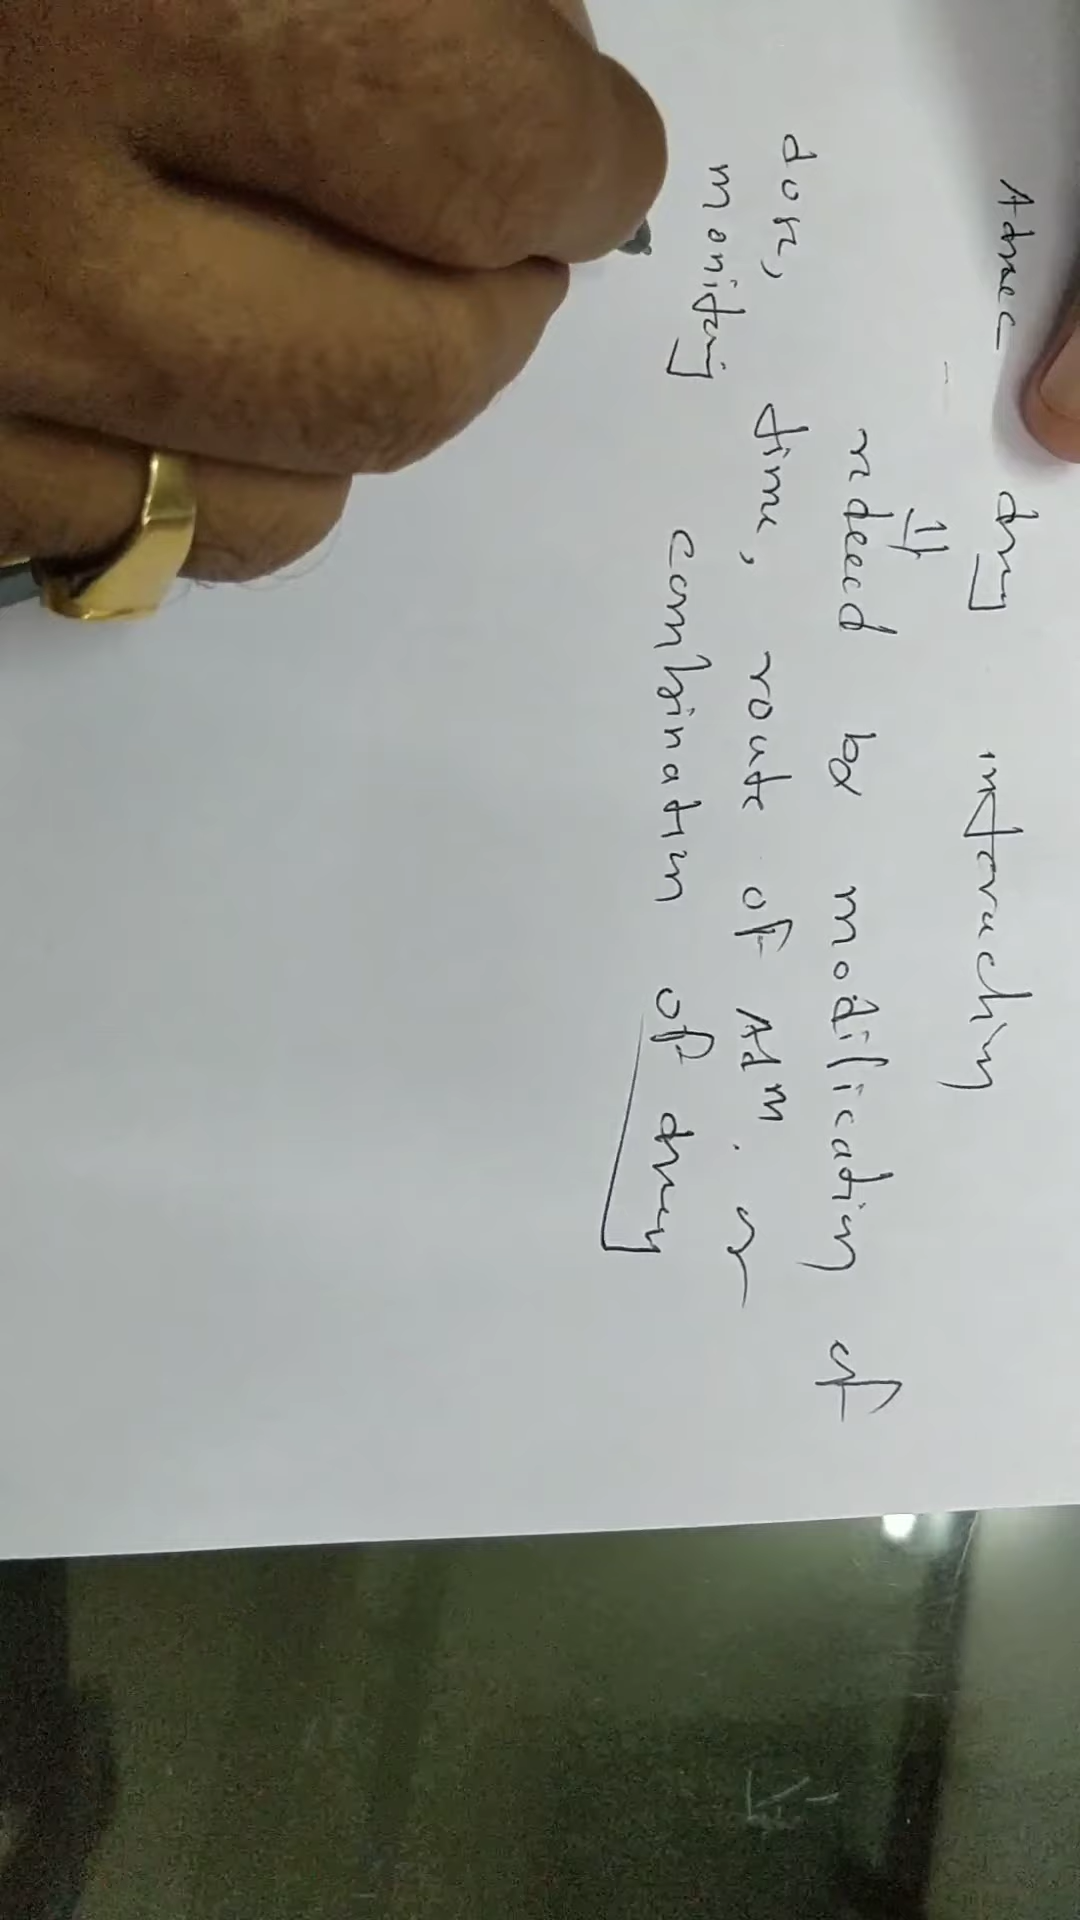 Adverse drug interaction
⇓
reduced by modification of
dose, time, route of Adm. or
monitoring combination of drug